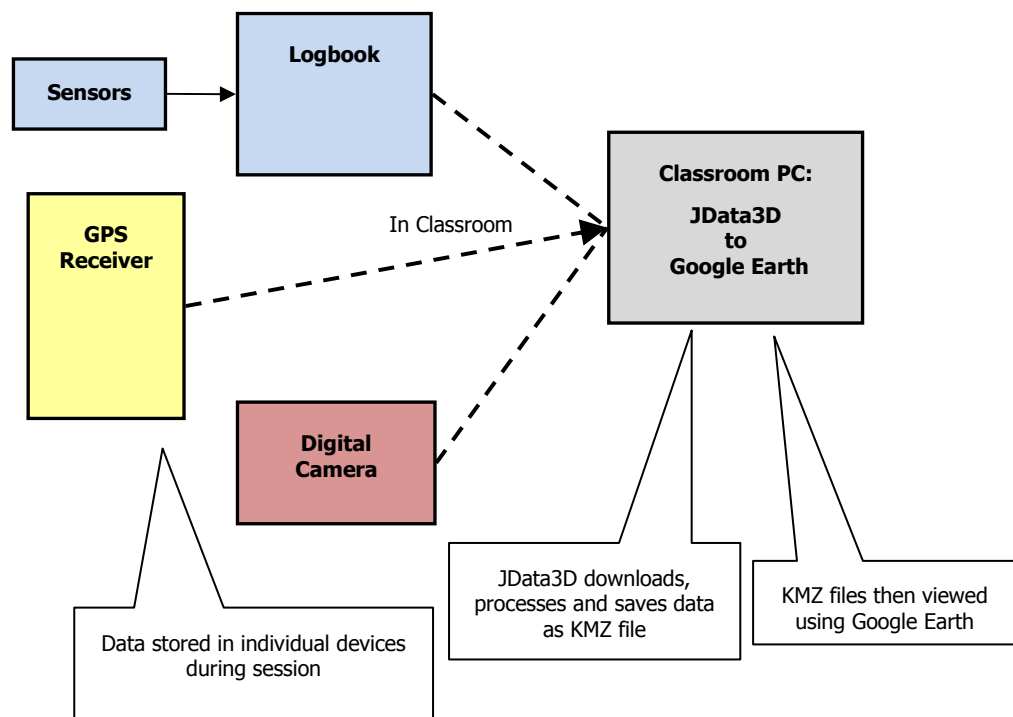 Logbook
Sensors
Classroom PC:
JData3D
to
Google Earth
In Classroom
GPS
Receiver
Digital
Camera
Data stored in individual devices
during session
JData3D downloads,
processes and saves data
as KMZ file
KMZ files then viewed
using Google Earth